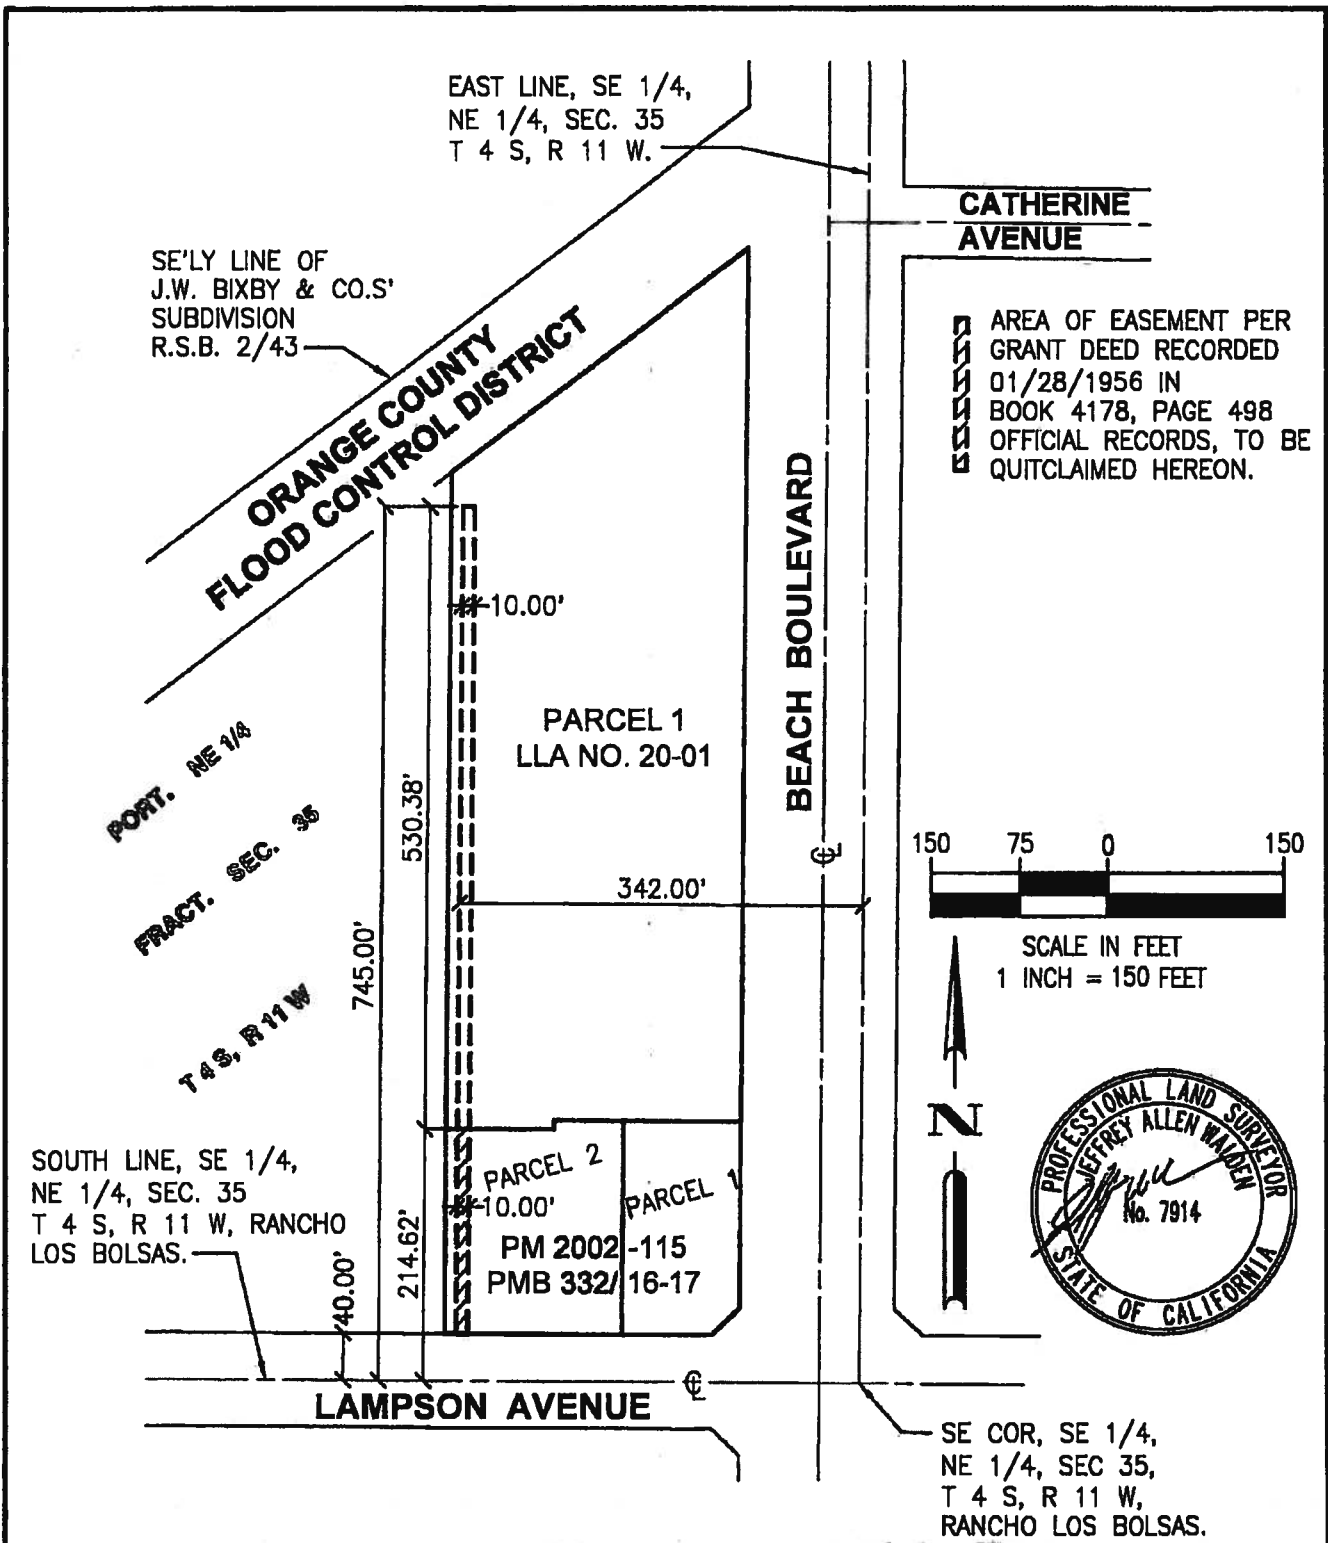 EAST LINE, SE 1/4,
NE 1/4, SEC. 35
T 4 S, R 11 W.
CATHERINE
AVENUE
SE'LY LINE OF
J.W. BIXBY & CO.S'
SUBDIVISION
R.S.B. 2/43
ORANGE COUNTY
FLOOD CONTROL DISTRICT
AREA OF EASEMENT PER
GRANT DEED RECORDED
01/28/1956 IN
BOOK 4178, PAGE 498
OFFICIAL RECORDS, TO BE
QUITCLAIMED HEREON.
BEACH BOULEVARD
10.00'
PARCEL 1
LLA NO. 20-01
PORT. NE 1/4
FRACT. SEC. 35
T 4 S, R 11 W
530.38'
745.00'
342.00'
150 75 0 150
SCALE IN FEET
1 INCH = 150 FEET
N
PROFESSIONAL LAND SURVEYOR
JEFFREY ALLEN WALDEN
No. 7914
STATE OF CALIFORNIA
SOUTH LINE, SE 1/4,
NE 1/4, SEC. 35
T 4 S, R 11 W, RANCHO
LOS BOLSAS.
PARCEL 2
PARCEL 1
10.00'
PM 2002-115
PMB 332/16-17
214.62'
40.00'
℄
℄
LAMPSON AVENUE
SE COR, SE 1/4,
NE 1/4, SEC 35,
T 4 S, R 11 W,
RANCHO LOS BOLSAS.